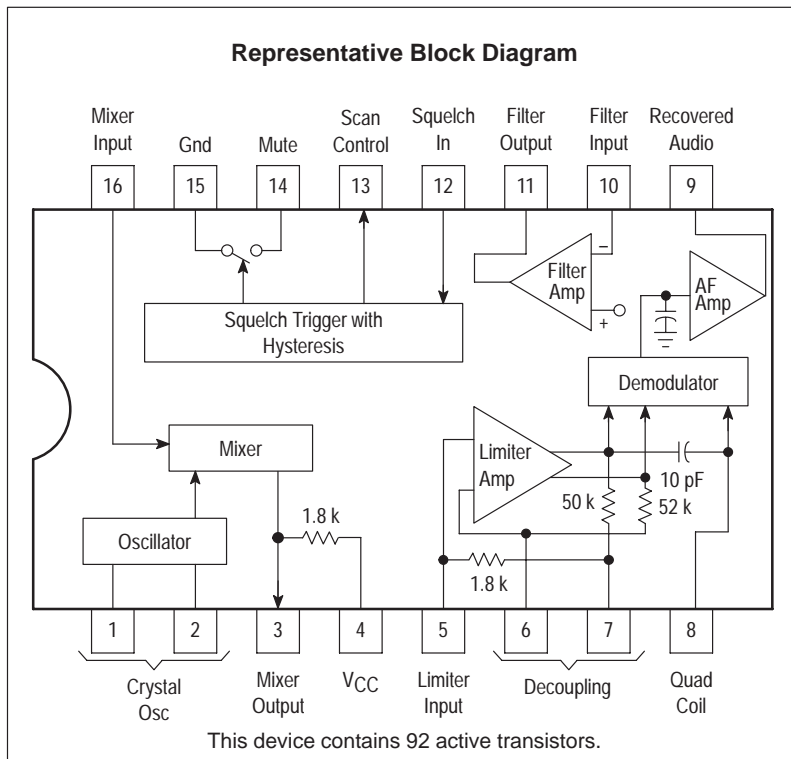 Representative Block Diagram
Mixer
Input
Gnd
Mute
Scan
Control
Squelch
In
Filter
Output
Filter
Input
Recovered
Audio
16
15
14
13
12
11
10
9
Filter
Amp
–
+
AF
Amp
Squelch Trigger with
Hysteresis
Demodulator
Mixer
Limiter
Amp
10 pF
50 k
52 k
Oscillator
1.8 k
1.8 k
1
2
3
4
5
6
7
8
Crystal
Osc
Mixer
Output
VCC
Limiter
Input
Decoupling
Quad
Coil
This device contains 92 active transistors.